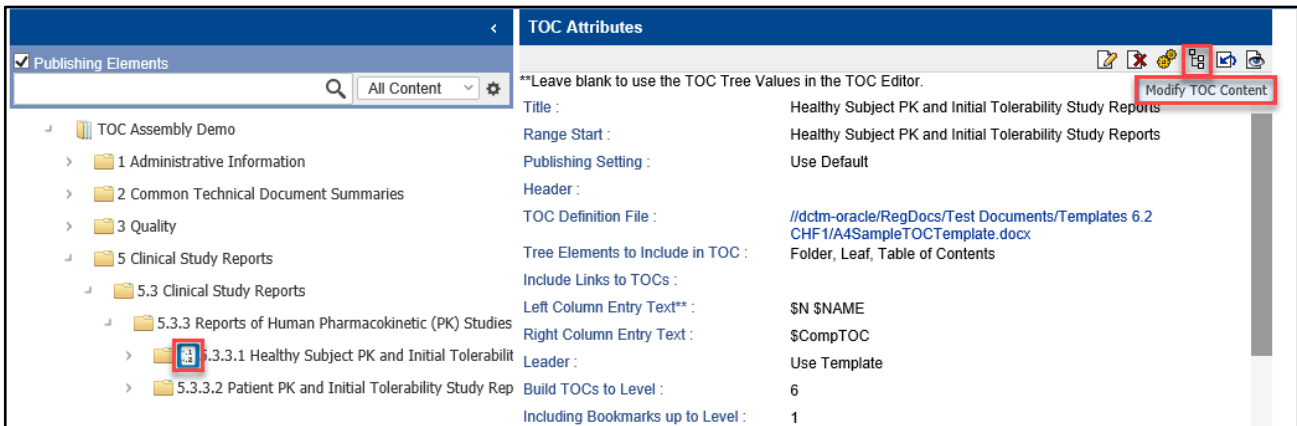 TOC Attributes
Publishing Elements
All Content
TOC Assembly Demo
1 Administrative Information
2 Common Technical Document Summaries
3 Quality
5 Clinical Study Reports
5.3 Clinical Study Reports
5.3.3 Reports of Human Pharmacokinetic (PK) Studies
5.3.3.1 Healthy Subject PK and Initial Tolerabilit
5.3.3.2 Patient PK and Initial Tolerability Study Rep
**Leave blank to use the TOC Tree Values in the TOC Editor.
Modify TOC Content
Title : Healthy Subject PK and Initial Tolerability Study Reports
Range Start : Healthy Subject PK and Initial Tolerability Study Reports
Publishing Setting : Use Default
Header :
TOC Definition File : //dctm-oracle/RegDocs/Test Documents/Templates 6.2
CHF1/A4SampleTOCTemplate.docx
Tree Elements to Include in TOC : Folder, Leaf, Table of Contents
Include Links to TOCs :
Left Column Entry Text** : $N $NAME
Right Column Entry Text : $CompTOC
Leader : Use Template
Build TOCs to Level : 6
Including Bookmarks up to Level : 1